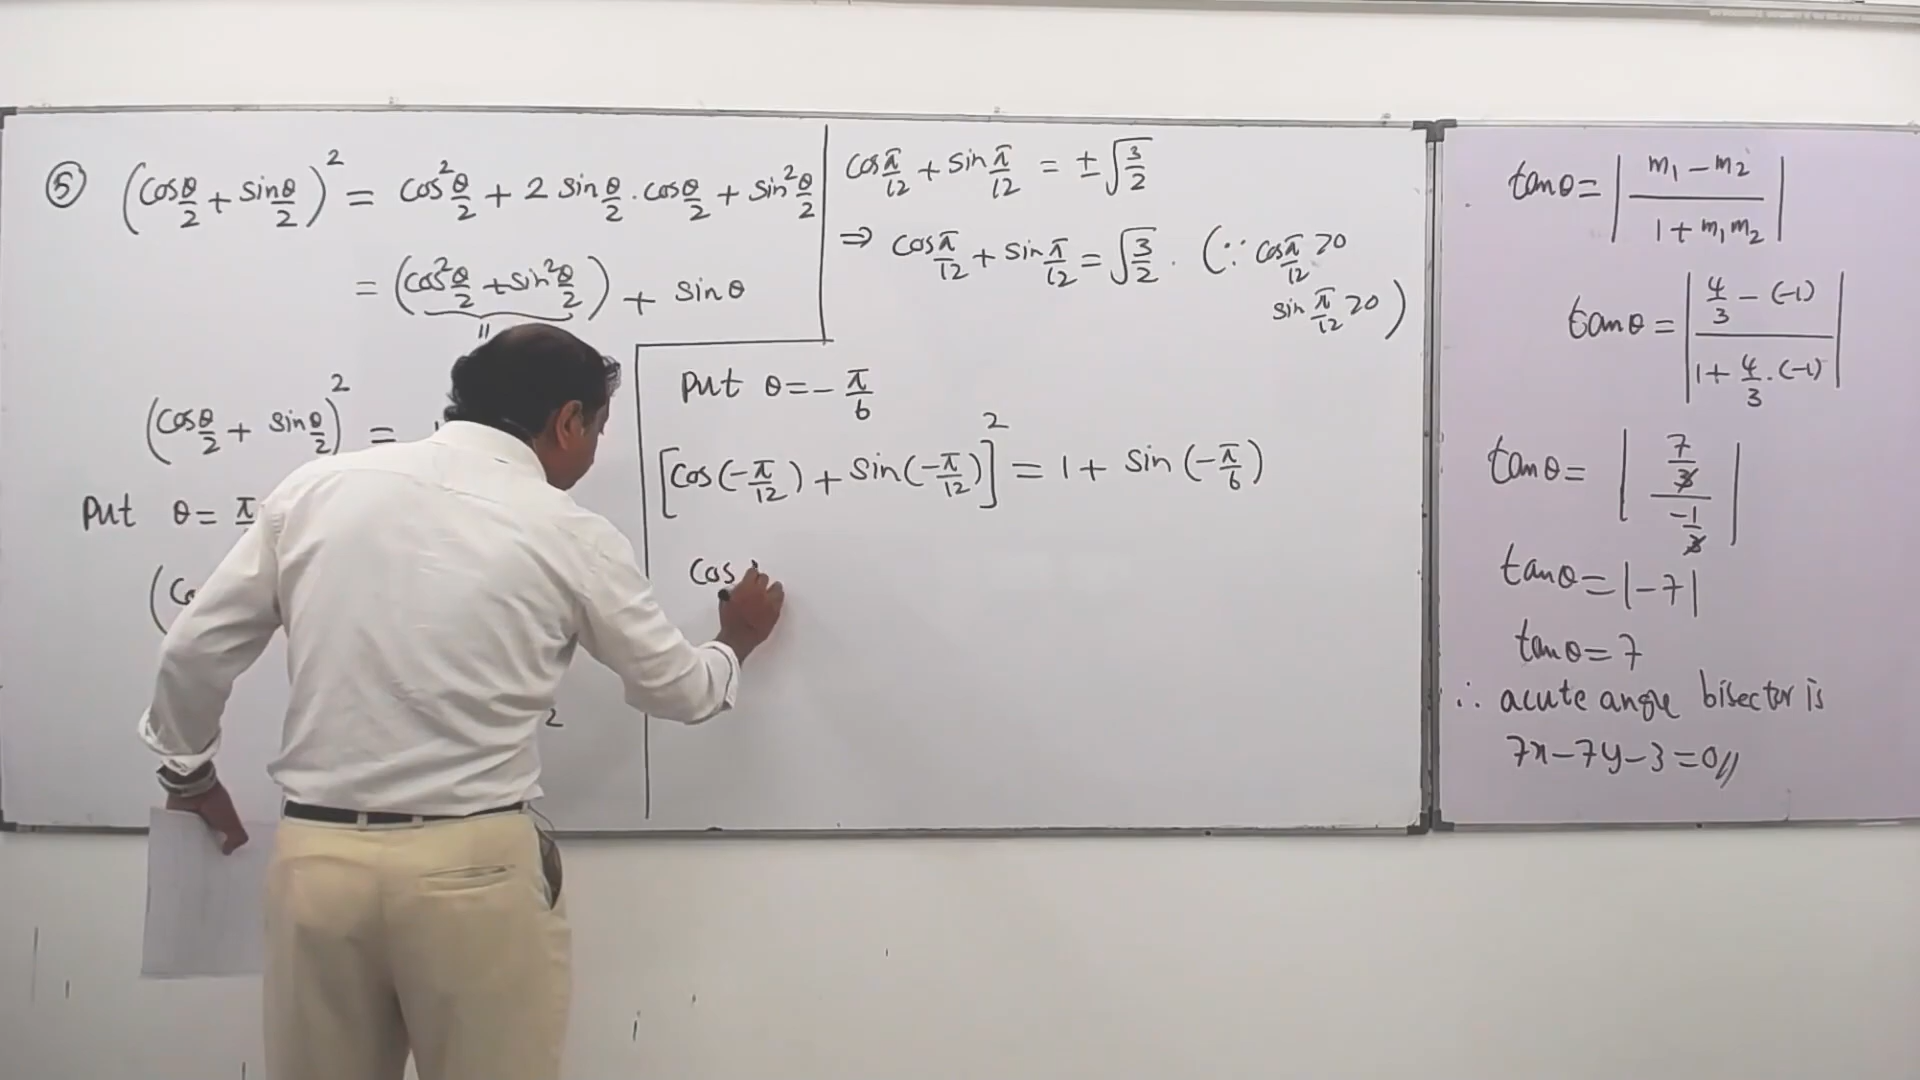 ⑤ (cos θ/2 + sin θ/2)² = cos² θ/2 + 2 sin θ/2 . cos θ/2 + sin² θ/2
= (cos² θ/2 + sin² θ/2) + sin θ
"
(cos θ/2 + sin θ/2)² =
Put θ = π
(Co
2
cos π/12 + sin π/12 = ± √(3/2)
⇒ cos π/12 + sin π/12 = √(3/2) . (∵ cos π/12 > 0
sin π/12 > 0)
Put θ = - π/6
[cos(-π/12) + sin(-π/12)]² = 1 + sin(-π/6)
cos
tan θ = | (m₁ - m₂) / (1 + m₁m₂) |
tan θ = | (4/3 - (-1)) / (1 + 4/3 . (-1)) |
tan θ = | (7/3) / (-1/3) |
tan θ = |-7|
tan θ = 7
∴ acute angle bisector is
7x - 7y - 3 = 0//